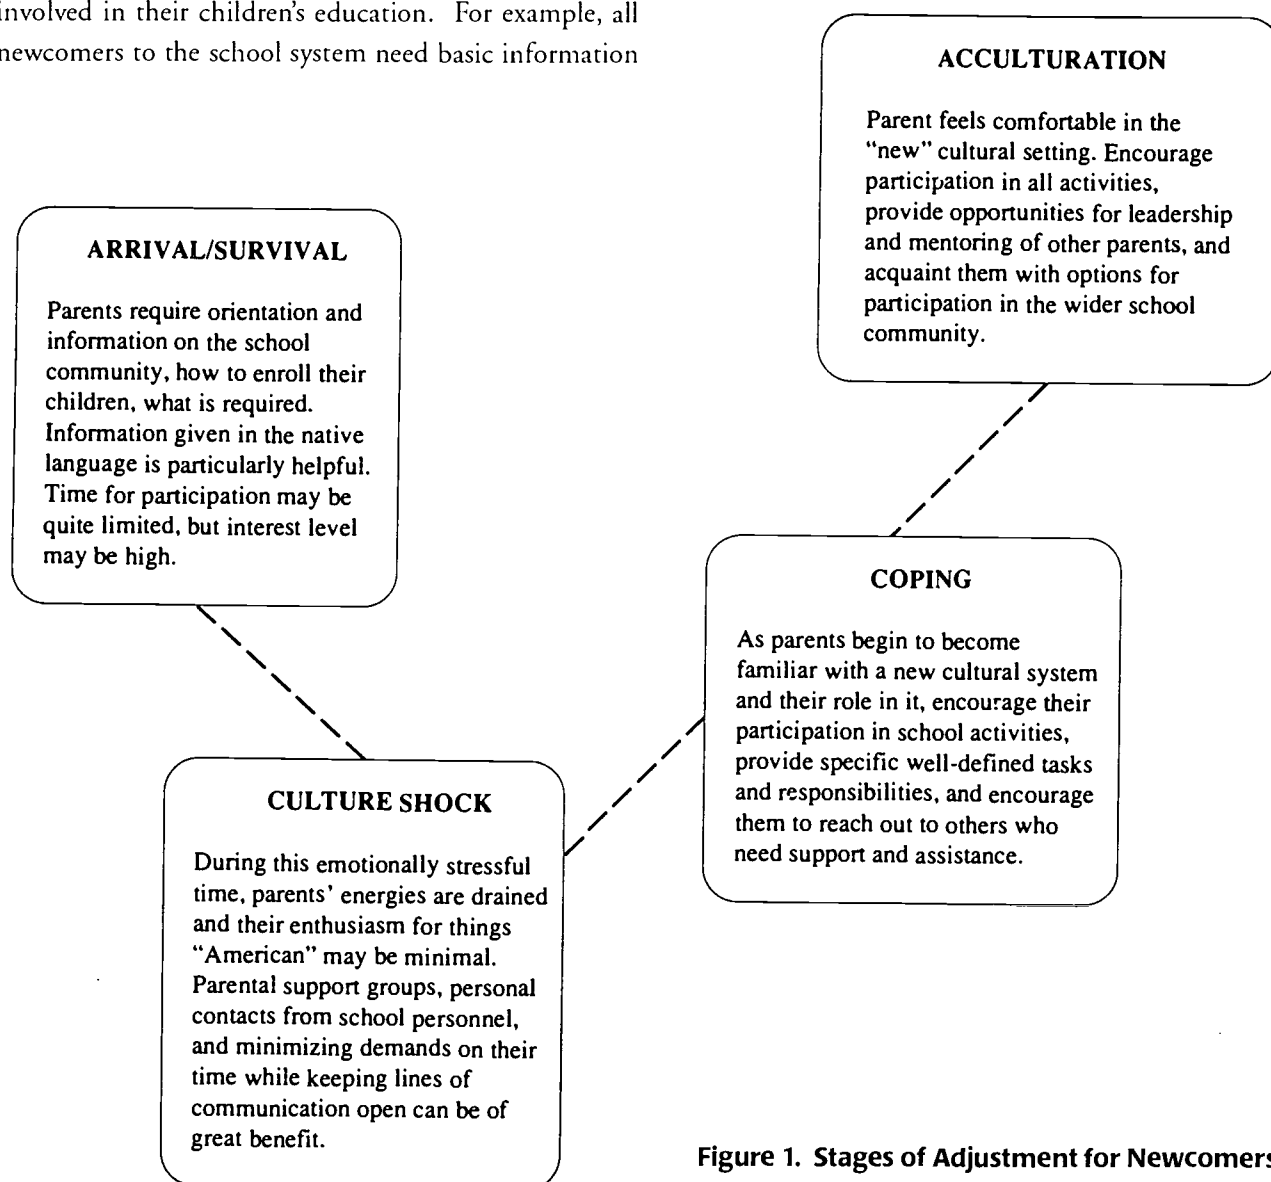 involved in their children's education. For example, all
newcomers to the school system need basic information
ARRIVAL/SURVIVAL
Parents require orientation and
information on the school
community, how to enroll their
children, what is required.
Information given in the native
language is particularly helpful.
Time for participation may be
quite limited, but interest level
may be high.
CULTURE SHOCK
During this emotionally stressful
time, parents' energies are drained
and their enthusiasm for things
"American" may be minimal.
Parental support groups, personal
contacts from school personnel,
and minimizing demands on their
time while keeping lines of
communication open can be of
great benefit.
COPING
As parents begin to become
familiar with a new cultural system
and their role in it, encourage their
participation in school activities,
provide specific well-defined tasks
and responsibilities, and encourage
them to reach out to others who
need support and assistance.
ACCULTURATION
Parent feels comfortable in the
"new" cultural setting. Encourage
participation in all activities,
provide opportunities for leadership
and mentoring of other parents, and
acquaint them with options for
participation in the wider school
community.
Figure 1. Stages of Adjustment for Newcomers